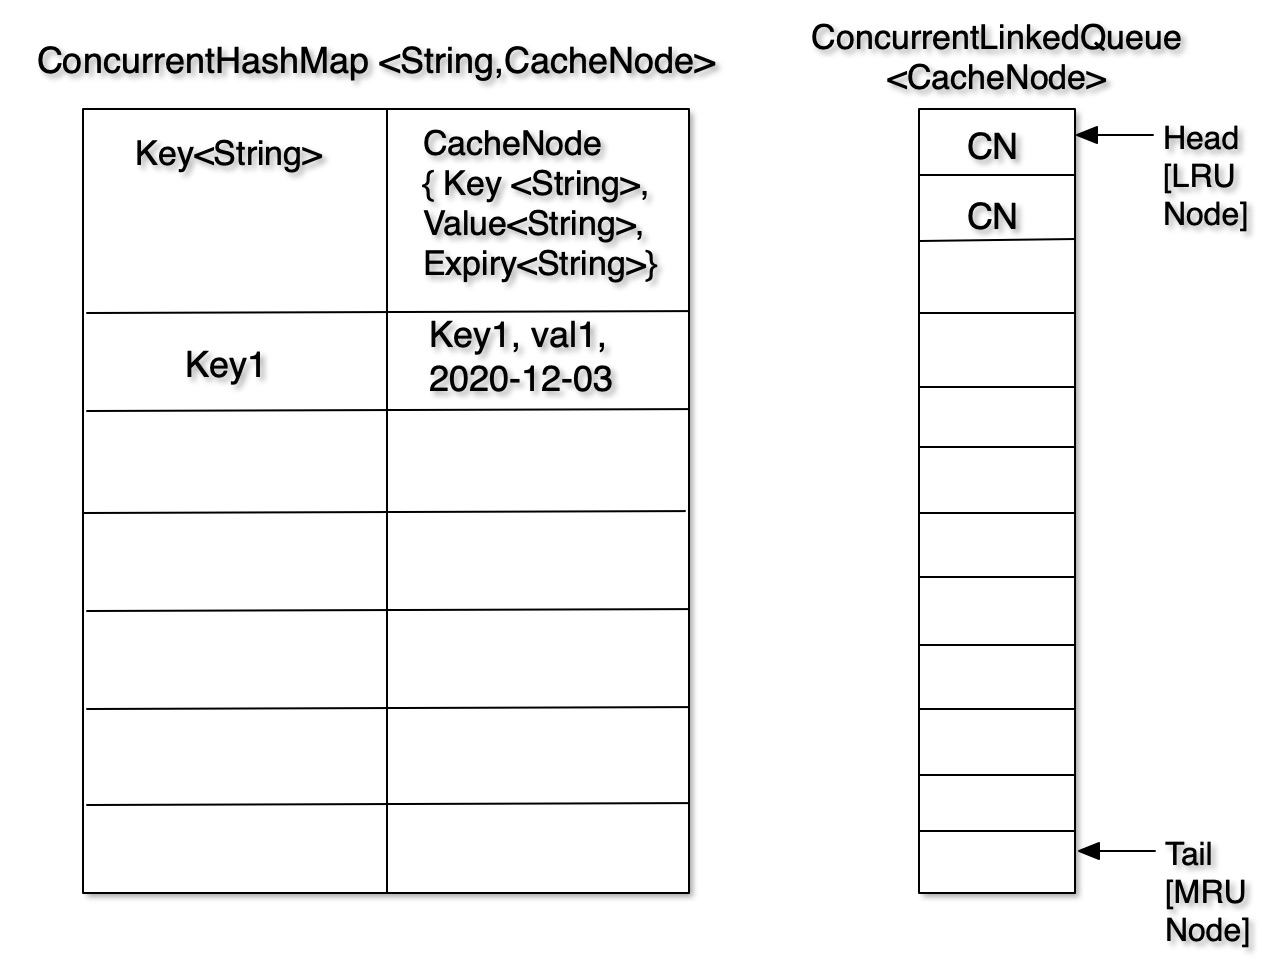 ConcurrentHashMap <String,CacheNode>
Key<String>
CacheNode
{ Key <String>,
Value<String>,
Expiry<String>}
Key1
Key1, val1,
2020-12-03
ConcurrentLinkedQueue
<CacheNode>
CN
CN
Head
[LRU
Node]
Tail
[MRU
Node]